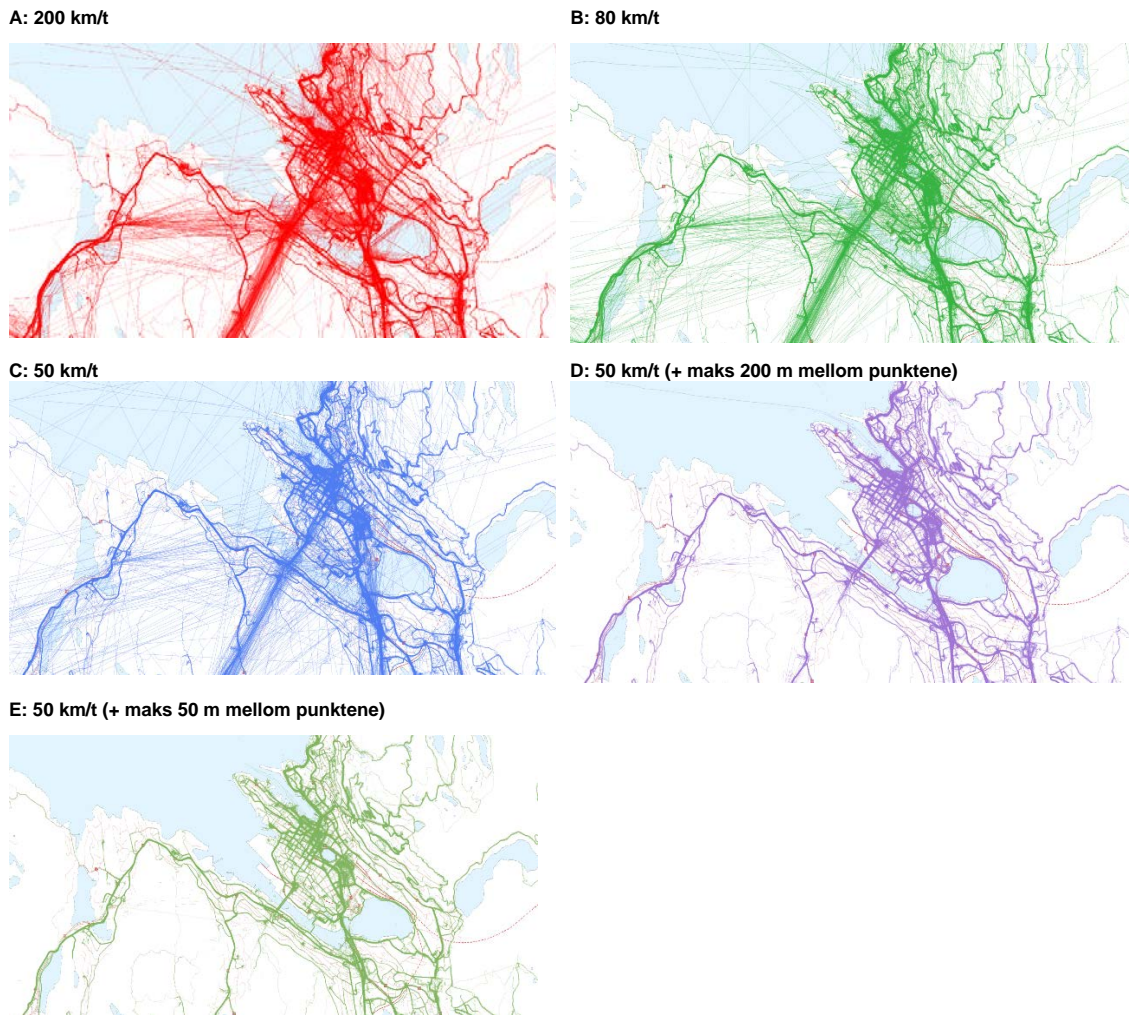 A: 200 km/t
B: 80 km/t
C: 50 km/t
D: 50 km/t (+ maks 200 m mellom punktene)
E: 50 km/t (+ maks 50 m mellom punktene)